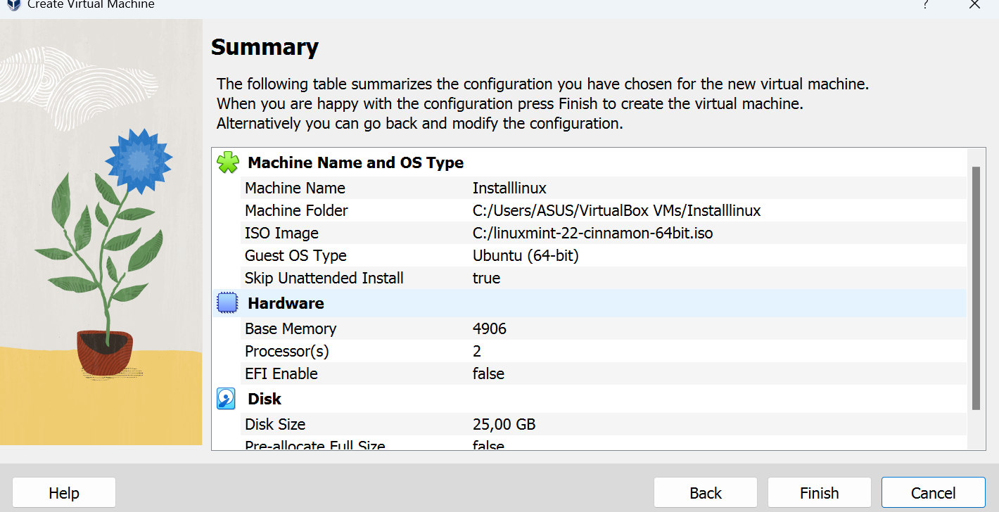 Create Virtual Machine
?
Summary
The following table summarizes the configuration you have chosen for the new virtual machine.
When you are happy with the configuration press Finish to create the virtual machine.
Alternatively you can go back and modify the configuration.
Machine Name and OS Type
Machine Name Installlinux
Machine Folder C:/Users/ASUS/VirtualBox VMs/Installlinux
ISO Image C:/linuxmint-22-cinnamon-64bit.iso
Guest OS Type Ubuntu (64-bit)
Skip Unattended Install true
Hardware
Base Memory 4906
Processor(s) 2
EFI Enable false
Disk
Disk Size 25,00 GB
Pre-allocate Full Size false
Help Back Finish Cancel